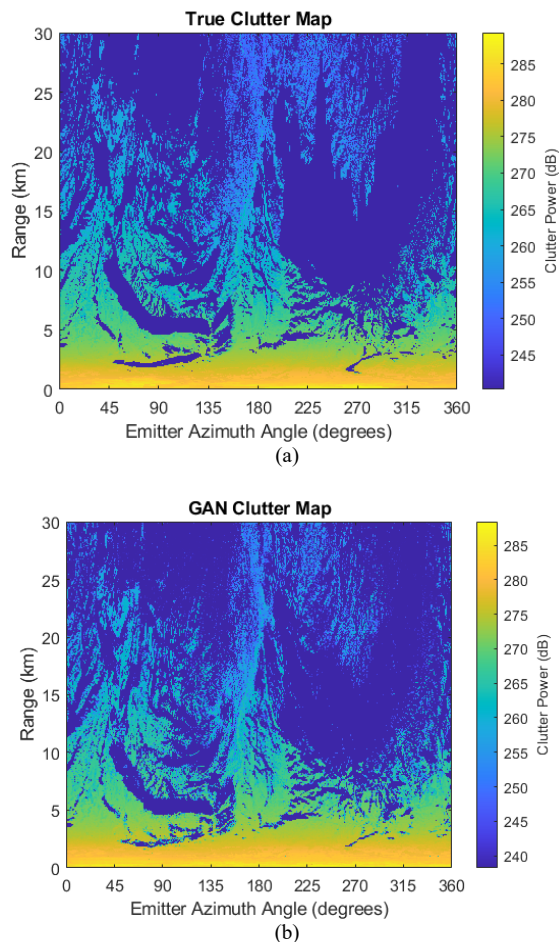 True Clutter Map
30
25
20
15
10
5
0
Range (km)
0 45 90 135 180 225 270 315 360
Emitter Azimuth Angle (degrees)
285
280
275
270
265
260
255
250
245
Clutter Power (dB)
(a)
GAN Clutter Map
30
25
20
15
10
5
0
Range (km)
0 45 90 135 180 225 270 315 360
Emitter Azimuth Angle (degrees)
285
280
275
270
265
260
255
250
245
240
Clutter Power (dB)
(b)